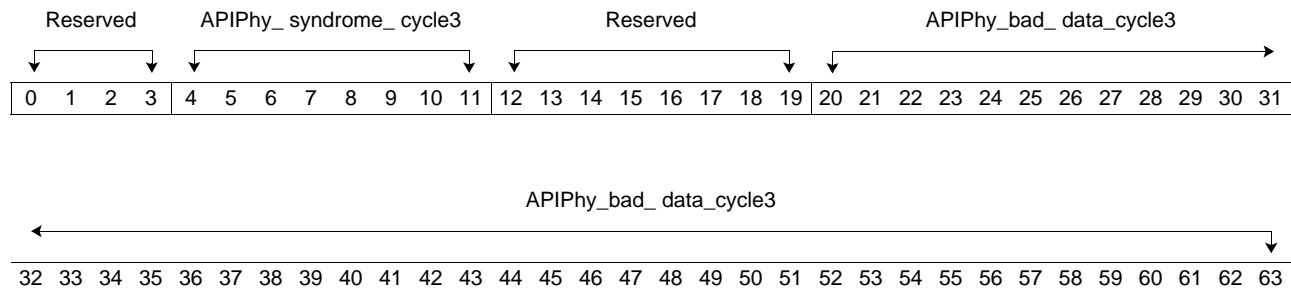 Reserved APIPhy_ syndrome_ cycle3 Reserved APIPhy_bad_ data_cycle3
0 1 2 3 4 5 6 7 8 9 10 11 12 13 14 15 16 17 18 19 20 21 22 23 24 25 26 27 28 29 30 31
APIPhy_bad_ data_cycle3
32 33 34 35 36 37 38 39 40 41 42 43 44 45 46 47 48 49 50 51 52 53 54 55 56 57 58 59 60 61 62 63